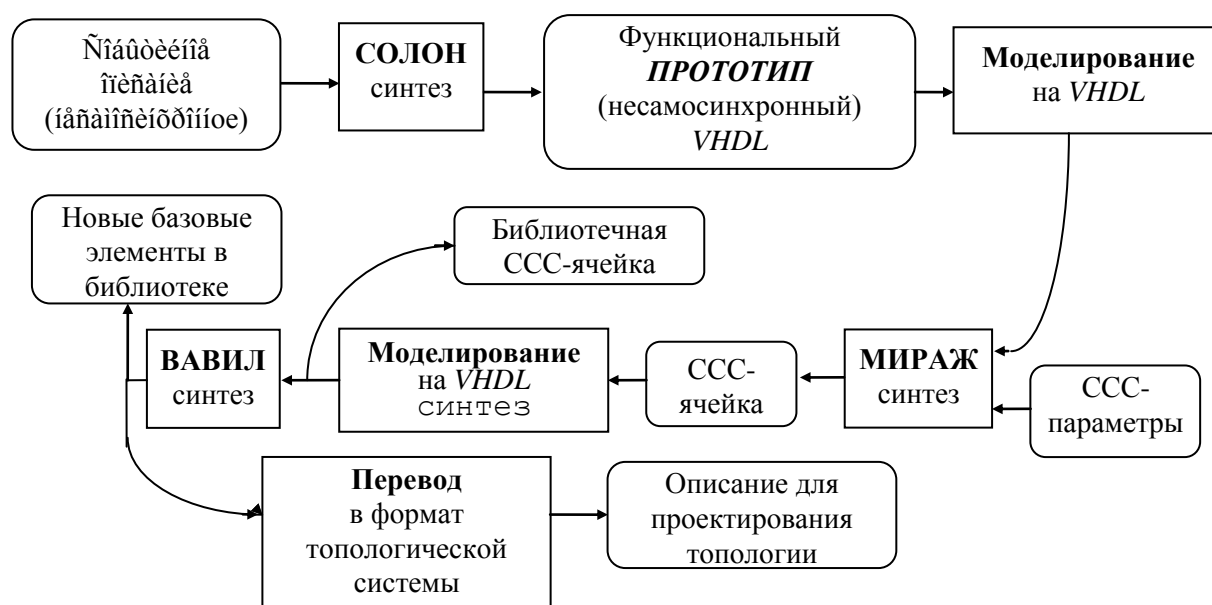 Ñîáûòèéíîå
îïèñàíèå
(íåñàìîñèíõðîííîe)
СОЛОН
синтез
Функциональный
ПРОТОТИП
(несамосинхронный)
VHDL
Моделирование
на VHDL
Новые базовые
элементы в
библиотеке
Библиотечная
ССС-ячейка
ВАВИЛ
синтез
Моделирование
на VHDL
синтез
ССС-
ячейка
МИРАЖ
синтез
ССС-
параметры
Перевод
в формат
топологической
системы
Описание для
проектирования
топологии